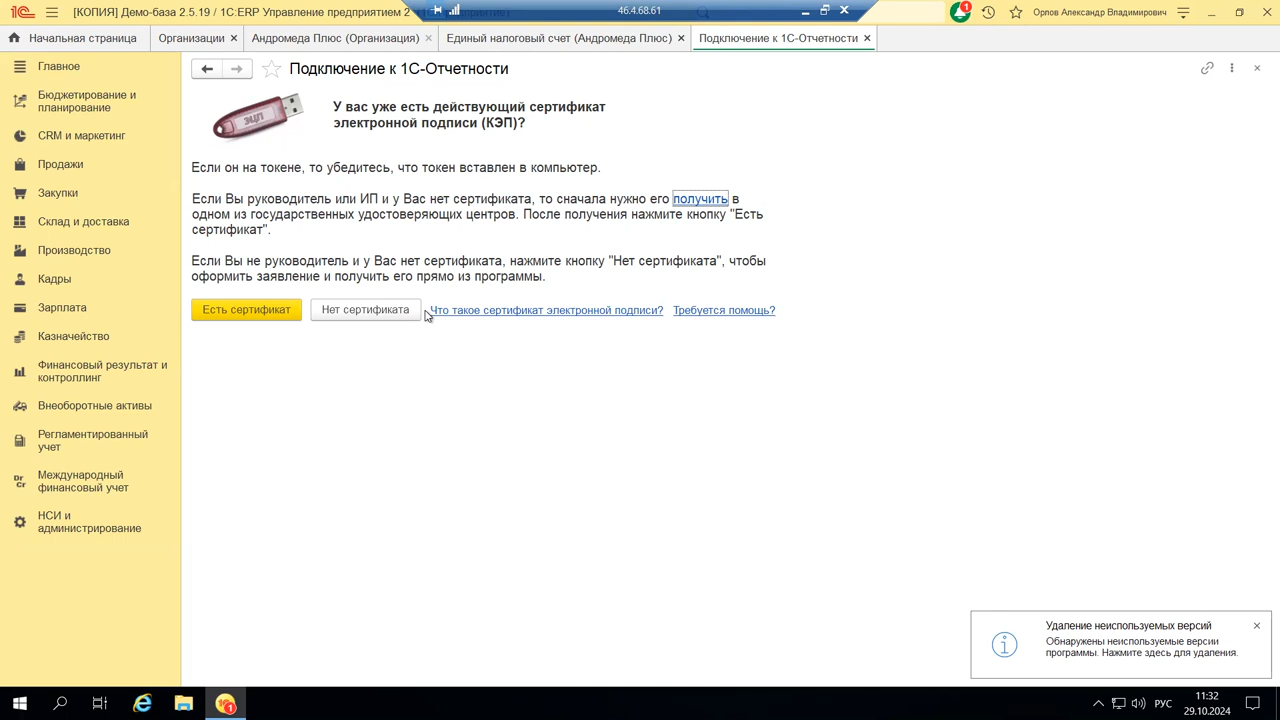 [КОПИЯ] Демо-база 2.5.19 / 1С:ERP Управление предприятием 2
46.4.68.61
1
Орлов Александр Владимирович
Начальная страница
Организации
Андромеда Плюс (Организация)
Единый налоговый счет (Андромеда Плюс)
Подключение к 1С-Отчетности
Главное
Бюджетирование и
планирование
CRM и маркетинг
Продажи
Закупки
Склад и доставка
Производство
Кадры
Зарплата
Казначейство
Финансовый результат и
контроллинг
Внеоборотные активы
Регламентированный
учет
Международный
финансовый учет
НСИ и
администрирование
Подключение к 1С-Отчетности
ЭЦП
У вас уже есть действующий сертификат
электронной подписи (КЭП)?
Если он на токене, то убедитесь, что токен вставлен в компьютер.
Если Вы руководитель или ИП и у Вас нет сертификата, то сначала нужно его получить в
одном из государственных удостоверяющих центров. После получения нажмите кнопку "Есть
сертификат".
Если Вы не руководитель и у Вас нет сертификата, нажмите кнопку "Нет сертификата", чтобы
оформить заявление и получить его прямо из программы.
Есть сертификат
Нет сертификата
Что такое сертификат электронной подписи?
Требуется помощь?
Удаление неиспользуемых версий
Обнаружены неиспользуемые версии
программы. Нажмите здесь для удаления.
РУС
11:32
29.10.2024